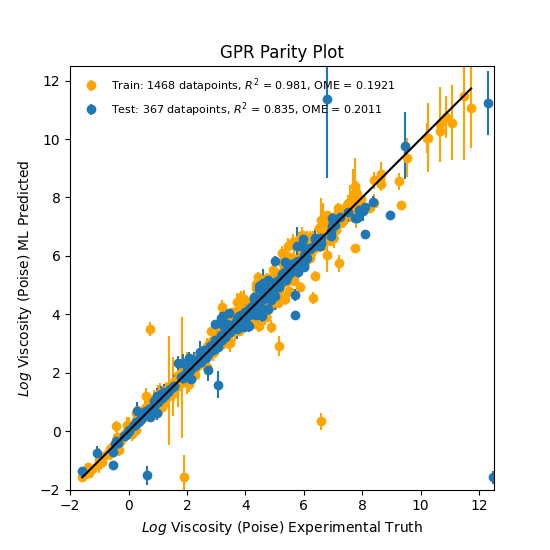 GPR Parity Plot
Train: 1468 datapoints, R² = 0.981, OME = 0.1921
Test: 367 datapoints, R² = 0.835, OME = 0.2011
12
10
8
6
4
2
0
−2
Log Viscosity (Poise) ML Predicted
−2 0 2 4 6 8 10 12
Log Viscosity (Poise) Experimental Truth